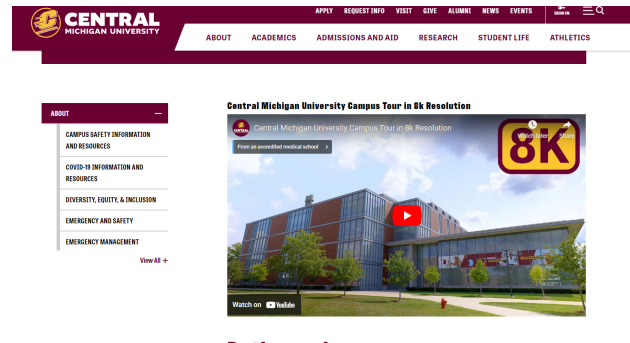 CENTRAL
MICHIGAN UNIVERSITY
APPLY REQUEST INFO VISIT GIVE ALUMNI NEWS EVENTS SIGN IN
ABOUT ACADEMICS ADMISSIONS AND AID RESEARCH STUDENT LIFE ATHLETICS
ABOUT
CAMPUS SAFETY INFORMATION
AND RESOURCES
COVID-19 INFORMATION AND
RESOURCES
DIVERSITY, EQUITY, & INCLUSION
EMERGENCY AND SAFETY
EMERGENCY MANAGEMENT
View All +
Central Michigan University Campus Tour in 8k Resolution
Central Michigan University Campus Tour in 8K Resolution
Watch later Share
From an accredited medical school
8K
Watch on YouTube